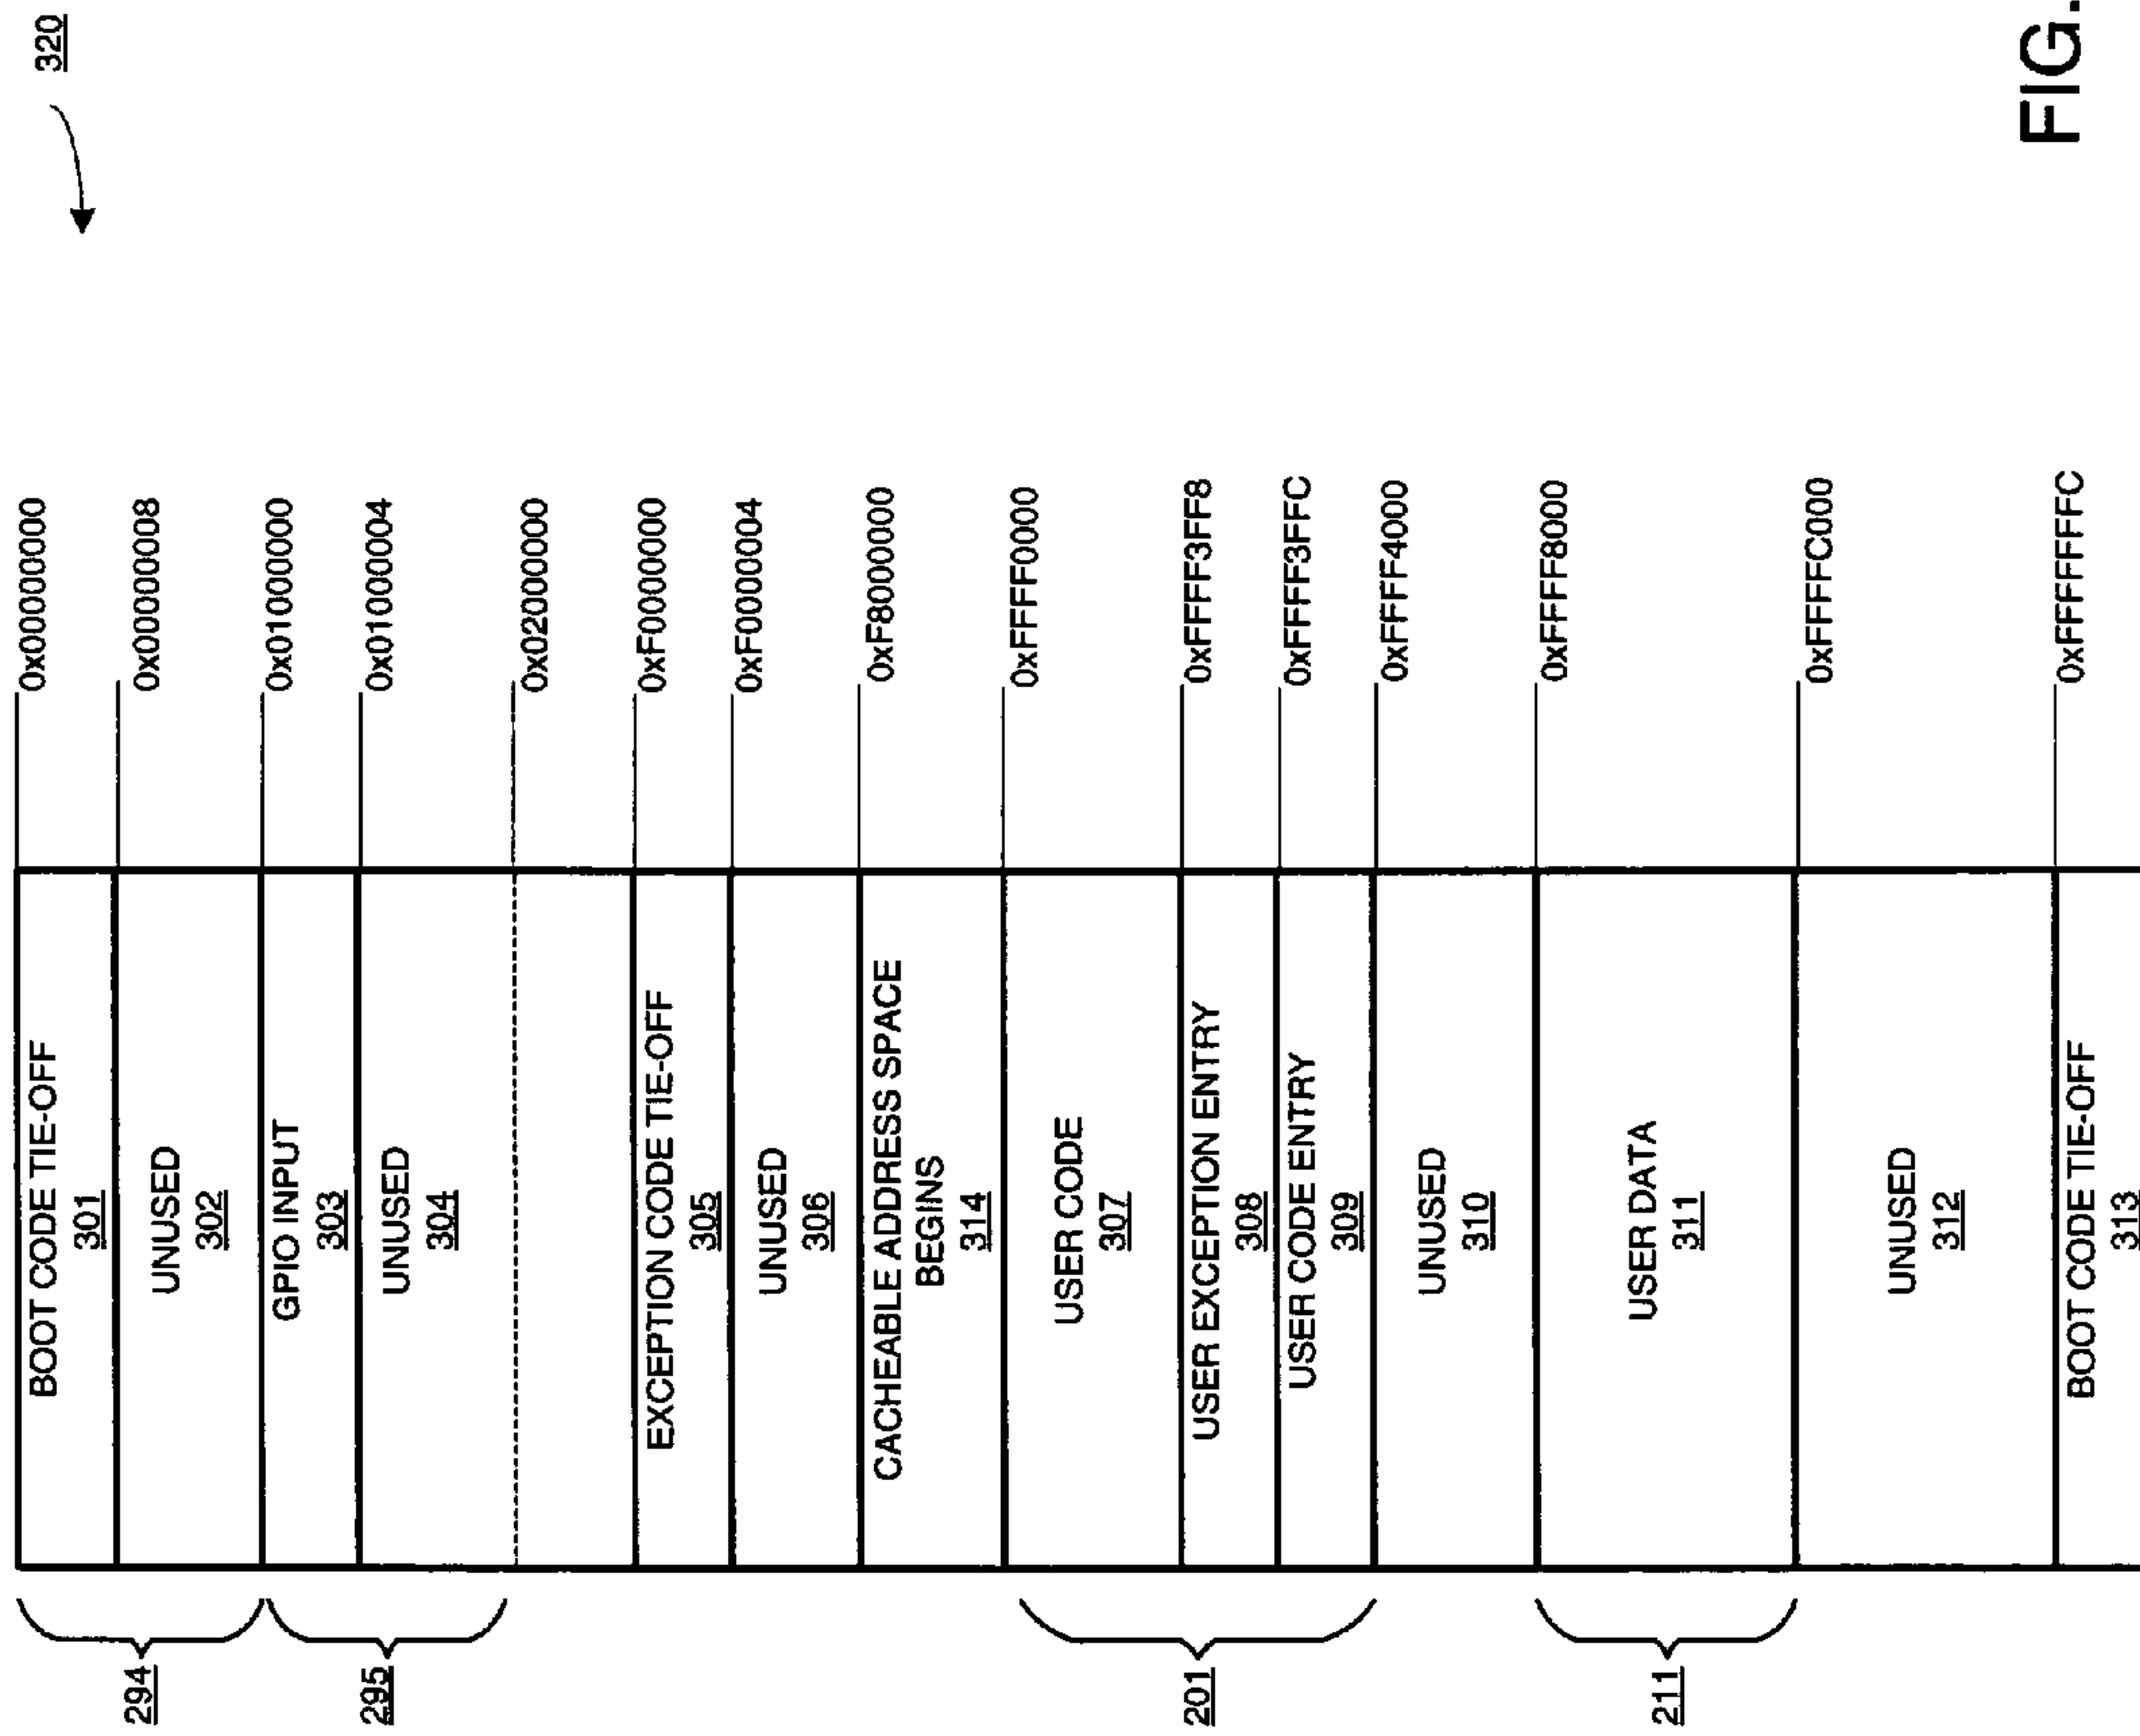 320
0x00000000
BOOT CODE TIE-OFF
301
0x00000008
UNUSED
302
294
0x01000000
GPIO INPUT
303
0x01000004
UNUSED
304
295
0x02000000
0xF0000000
EXCEPTION CODE TIE-OFF
305
0xF0000004
UNUSED
306
0xF8000000
CACHEABLE ADDRESS SPACE
BEGINS
314
0xFFFF0000
USER CODE
307
0xFFFF3FF8
USER EXCEPTION ENTRY
308
201
0xFFFF3FFC
USER CODE ENTRY
309
0xFFFF4000
UNUSED
310
0xFFFF8000
USER DATA
311
211
0xFFFFC000
UNUSED
312
0xFFFFFFFC
BOOT CODE TIE-OFF
313
FIG.